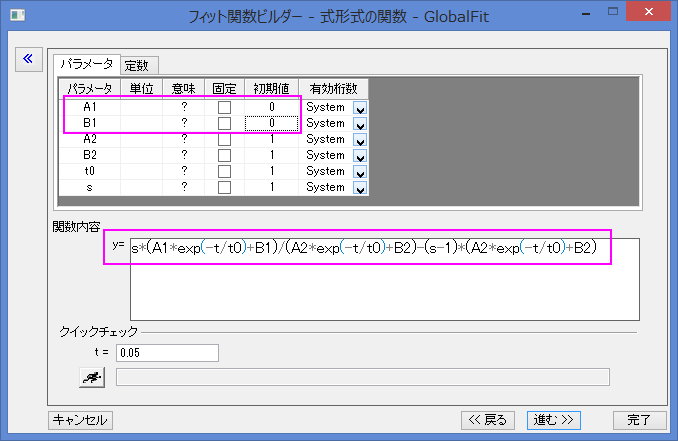 フィット関数ビルダー - 式形式の関数 - GlobalFit
«
パラメータ 定数
パラメータ 単位 意味 固定 初期値 有効桁数
A1 ? 0 System
B1 ? 0 System
A2 ? 1 System
B2 ? 1 System
t0 ? 1 System
s ? 1 System
関数内容
y= s*(A1*exp(-t/t0)+B1)/(A2*exp(-t/t0)+B2)-(s-1)*(A2*exp(-t/t0)+B2)
クイックチェック
t = 0.05
キャンセル << 戻る 進む >> 完了